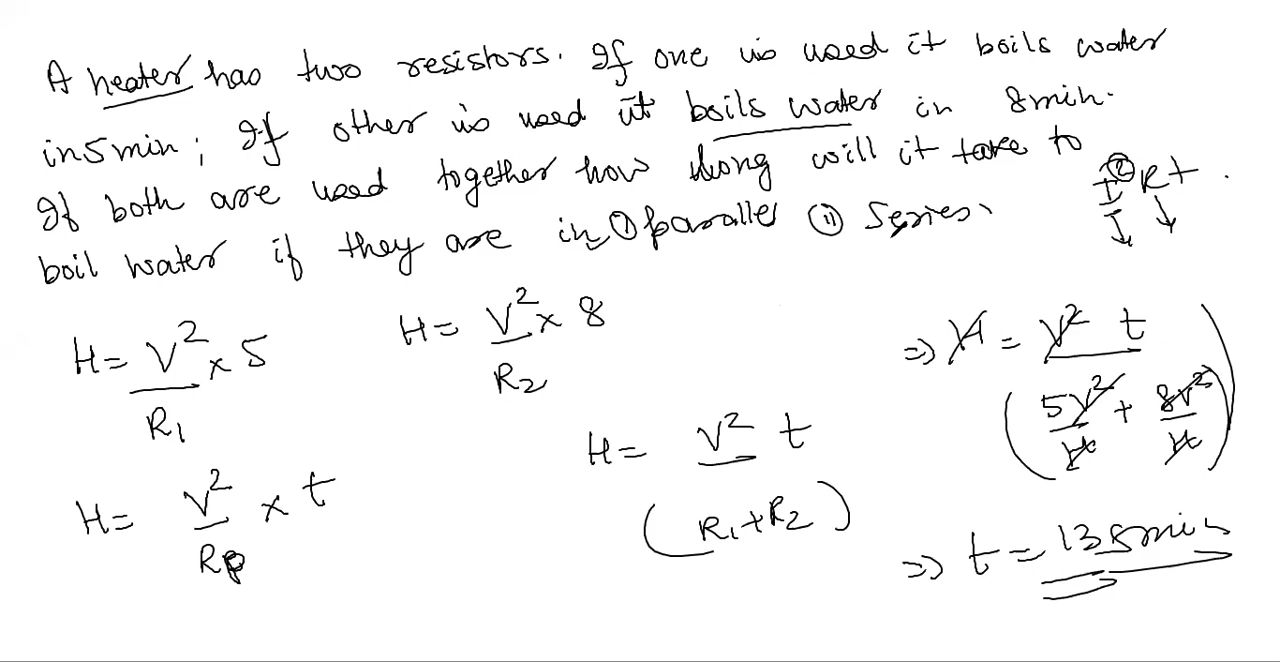 A heater has two resistors. If one is used it boils water
in 5 min ; If other is used it boils water in 8 min.
If both are used together how long will it take to
boil water if they are in ① parallel ⑪ Series.
I² R t .
I ↓ ↓
H = V²/R₁ × 5
H = V²/R₂ × 8
⇒ H = V² t / (5V²/H + 8V²/H)
H = V²/Rp × t
H = V² t / (R₁ + R₂)
⇒ t = 13 min